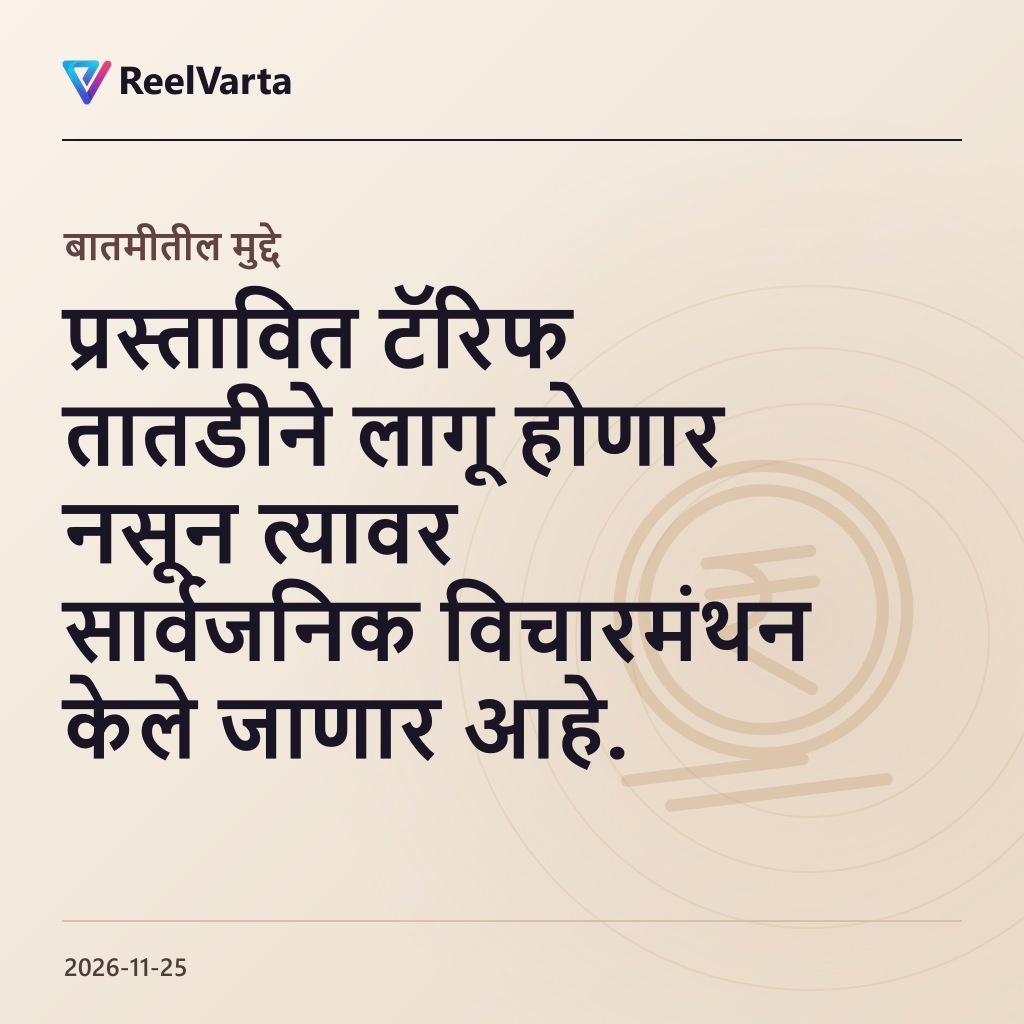 ReelVarta
बातमीतील मुद्दे
प्रस्तावित टॅरिफ
तातडीने लागू होणार
नसून त्यावर
सार्वजनिक विचारमंथन
केले जाणार आहे.
2026-11-25